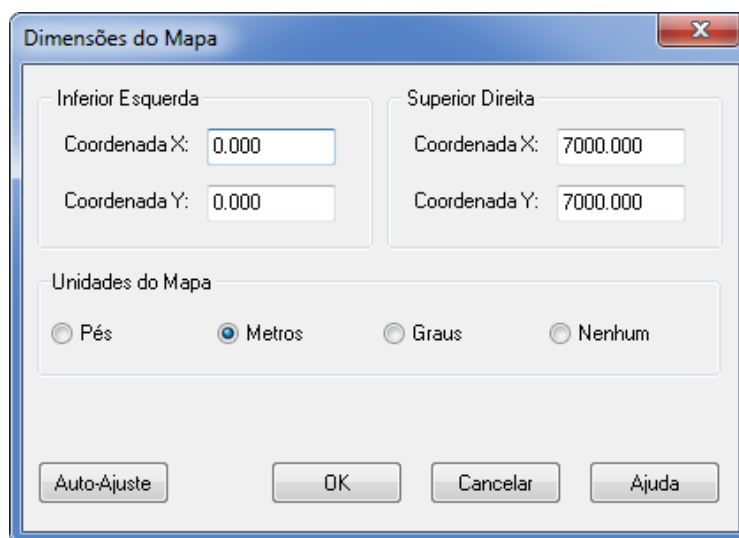 Dimensões do Mapa
Inferior Esquerda
Coordenada X: 0.000
Coordenada Y: 0.000
Superior Direita
Coordenada X: 7000.000
Coordenada Y: 7000.000
Unidades do Mapa
Pés Metros Graus Nenhum
Auto-Ajuste OK Cancelar Ajuda